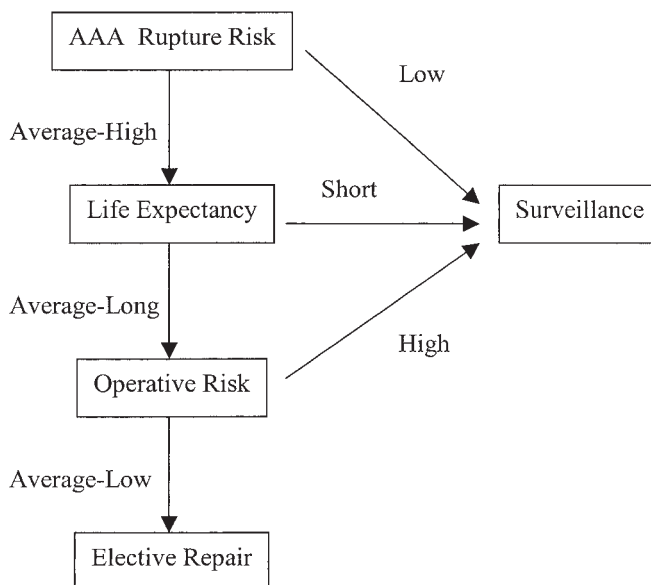 AAA Rupture Risk
Low
Average-High
Short
Life Expectancy
Surveillance
Average-Long
High
Operative Risk
Average-Low
Elective Repair